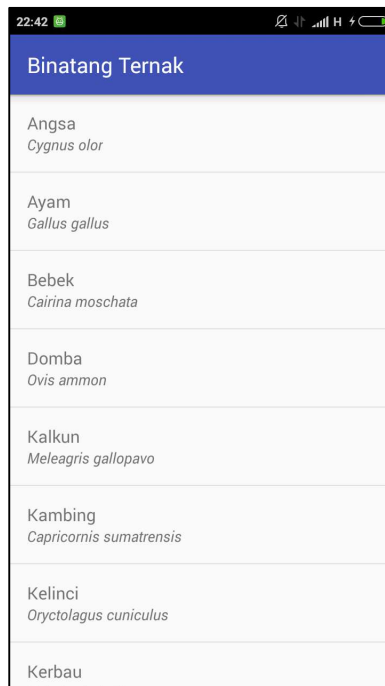 22:42 H
Binatang Ternak
Angsa
Cygnus olor
Ayam
Gallus gallus
Bebek
Cairina moschata
Domba
Ovis ammon
Kalkun
Meleagris gallopavo
Kambing
Capricornis sumatrensis
Kelinci
Oryctolagus cuniculus
Kerbau